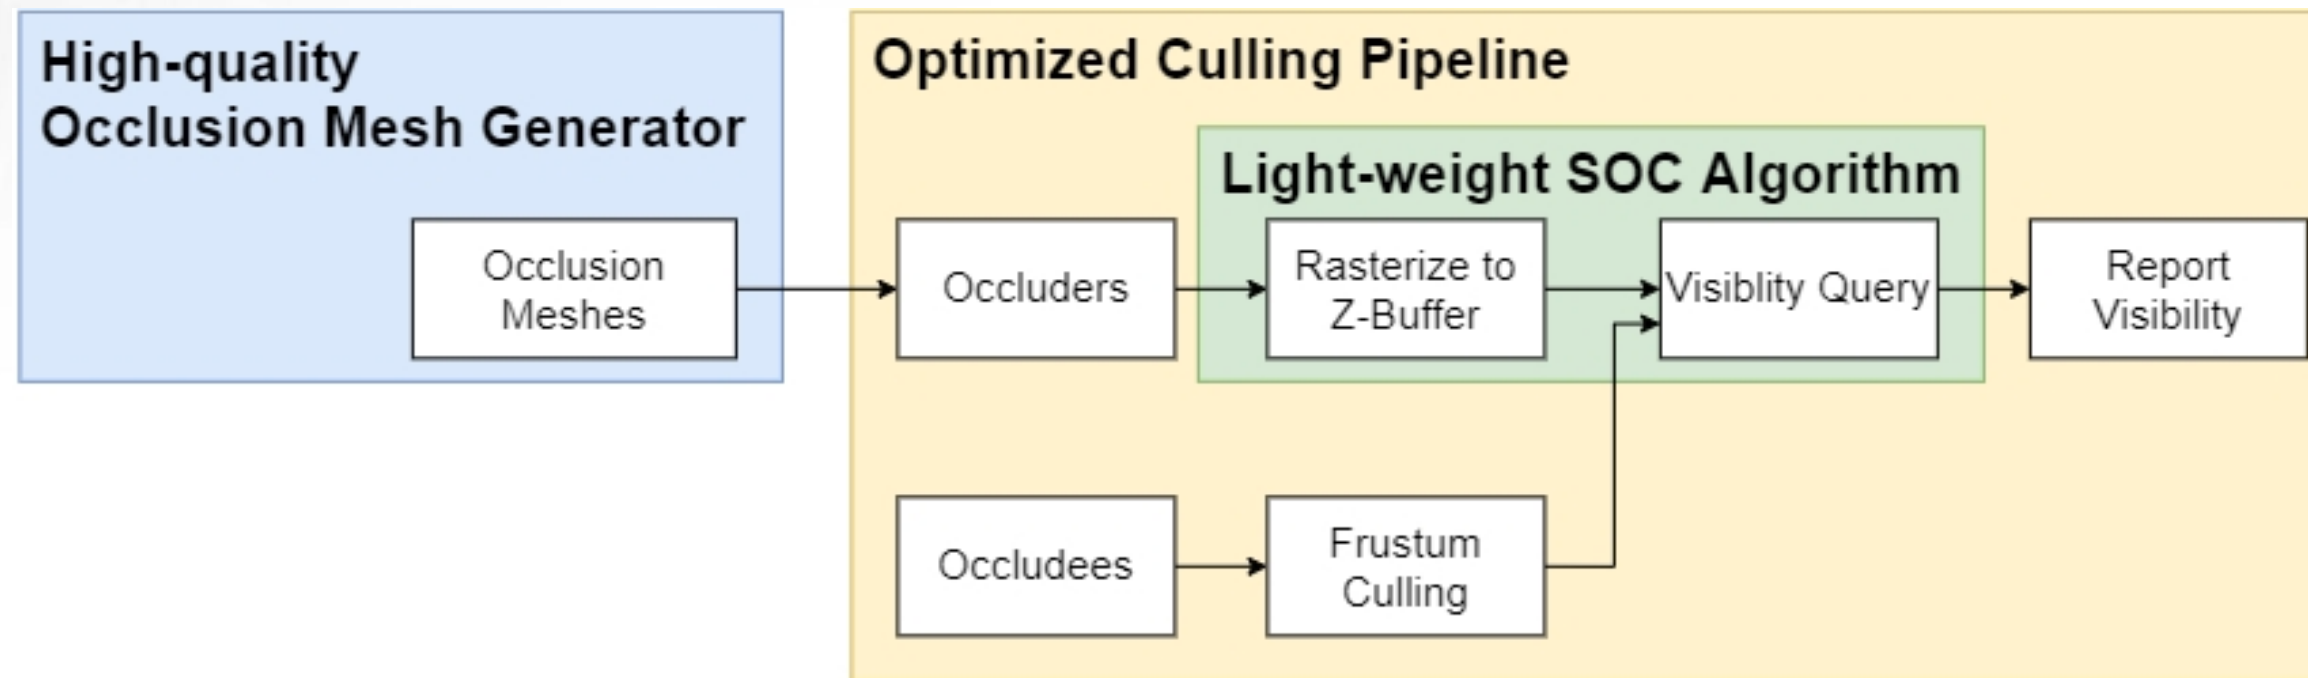 High-quality
Occlusion Mesh Generator
Occlusion
Meshes
Optimized Culling Pipeline
Light-weight SOC Algorithm
Occluders
Rasterize to
Z-Buffer
Visiblity Query
Report
Visibility
Occludees
Frustum
Culling